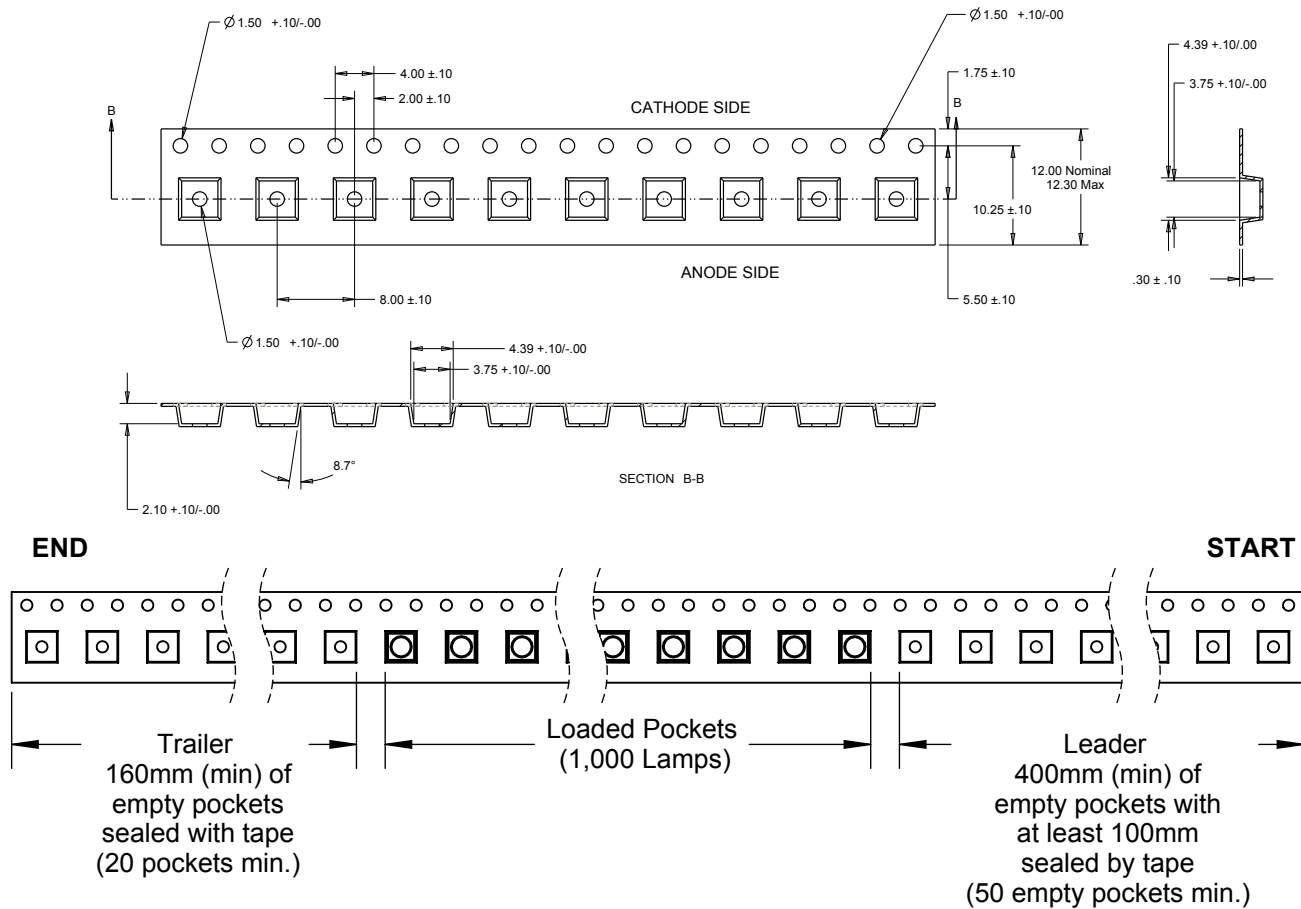 Ø 1.50 +.10/-.00
Ø 1.50 +.10/-00
4.39 +.10/.00
4.00 ±.10
1.75 ±.10
3.75 +.10/-.00
2.00 ±.10
B
CATHODE SIDE
B
12.00 Nominal
12.30 Max
10.25 ±.10
ANODE SIDE
.30 ± .10
8.00 ±.10
5.50 ±.10
Ø 1.50 +.10/-.00
4.39 +.10/-.00
3.75 +.10/-.00
8.7°
SECTION B-B
2.10 +.10/-.00
END
START
Trailer
160mm (min) of
empty pockets
sealed with tape
(20 pockets min.)
Loaded Pockets
(1,000 Lamps)
Leader
400mm (min) of
empty pockets with
at least 100mm
sealed by tape
(50 empty pockets min.)